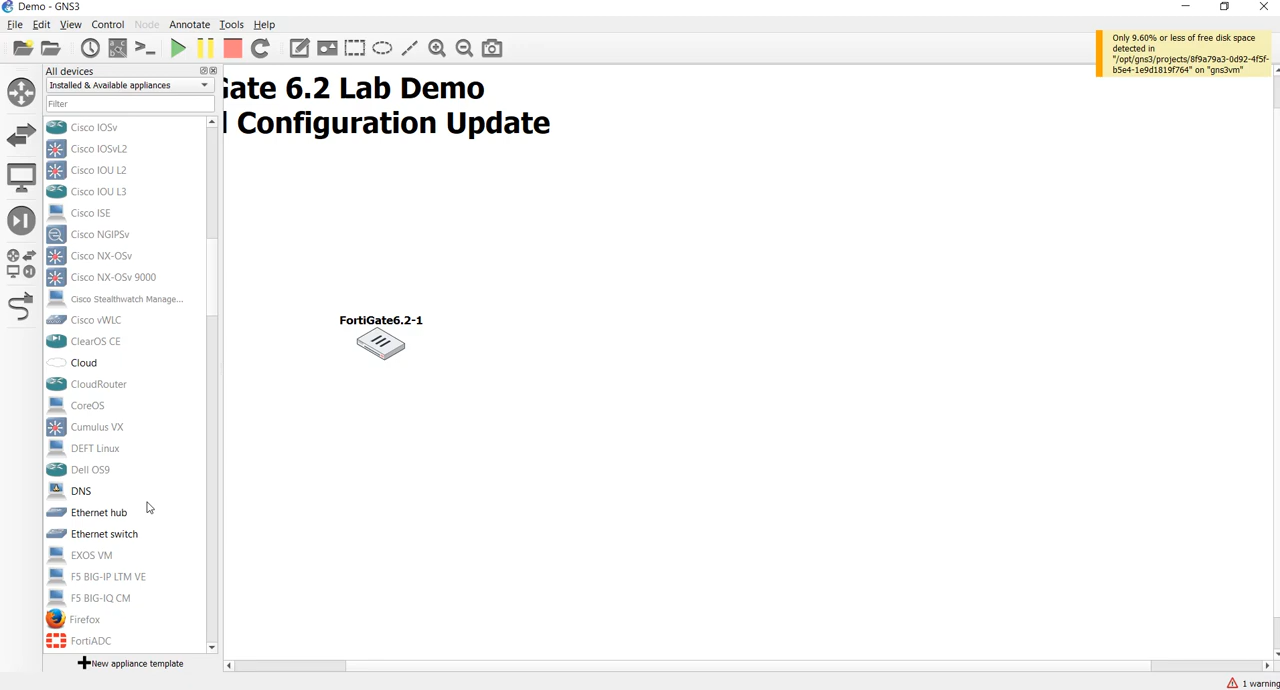 Demo - GNS3
File Edit View Control Node Annotate Tools Help
Only 9.60% or less of free disk space
detected in
"/opt/gns3/projects/8f9a79a3-0d92-4f5f-
b5e4-1e9d1819f764" on "gns3vm"
All devices
Installed & Available appliances
Filter
Cisco IOSv
Cisco IOSvL2
Cisco IOU L2
Cisco IOU L3
Cisco ISE
Cisco NGIPSv
Cisco NX-OSv
Cisco NX-OSv 9000
Cisco Stealthwatch Manage...
Cisco vWLC
ClearOS CE
Cloud
CloudRouter
CoreOS
Cumulus VX
DEFT Linux
Dell OS9
DNS
Ethernet hub
Ethernet switch
EXOS VM
F5 BIG-IP LTM VE
F5 BIG-IQ CM
Firefox
FortiADC
New appliance template
Gate 6.2 Lab Demo
Configuration Update
FortiGate6.2-1
1 warning